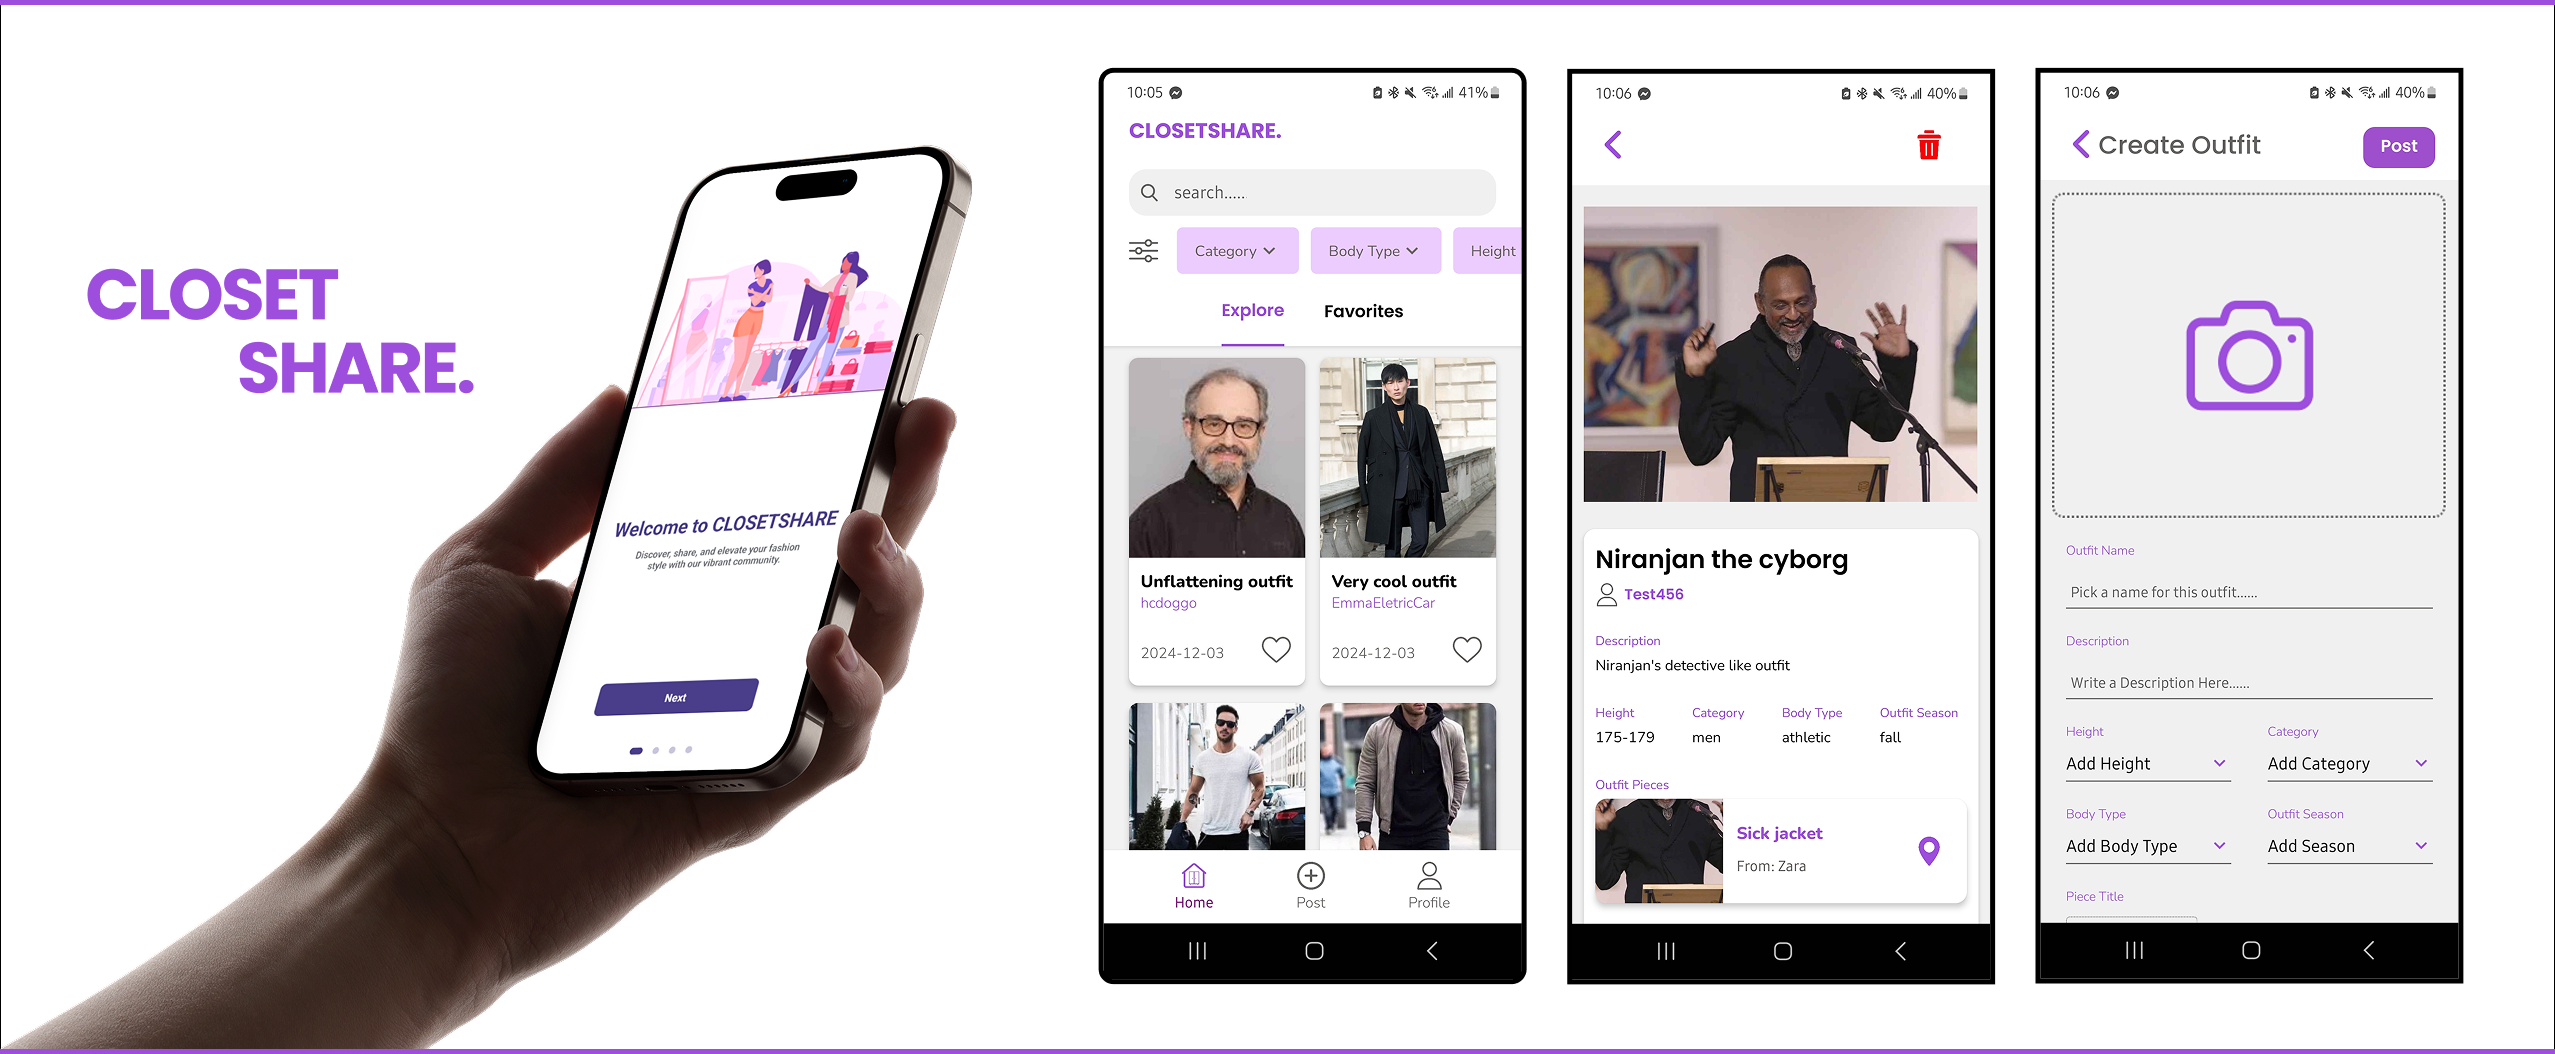 CLOSET
SHARE.
Welcome to CLOSETSHARE
Discover, share, and elevate your fashion
style with our vibrant community.
Next
10:05 41%
CLOSETSHARE.
search.....
Category Body Type Height
Explore Favorites
Unflattening outfit
hcdoggo
2024-12-03
Very cool outfit
EmmaEletricCar
2024-12-03
Home Post Profile
10:06 40%
Niranjan the cyborg
Test456
Description
Niranjan's detective like outfit
Height Category Body Type Outfit Season
175-179 men athletic fall
Outfit Pieces
Sick jacket
From: Zara
10:06 40%
Create Outfit Post
Outfit Name
Pick a name for this outfit......
Description
Write a Description Here......
Height Category
Add Height Add Category
Body Type Outfit Season
Add Body Type Add Season
Piece Title